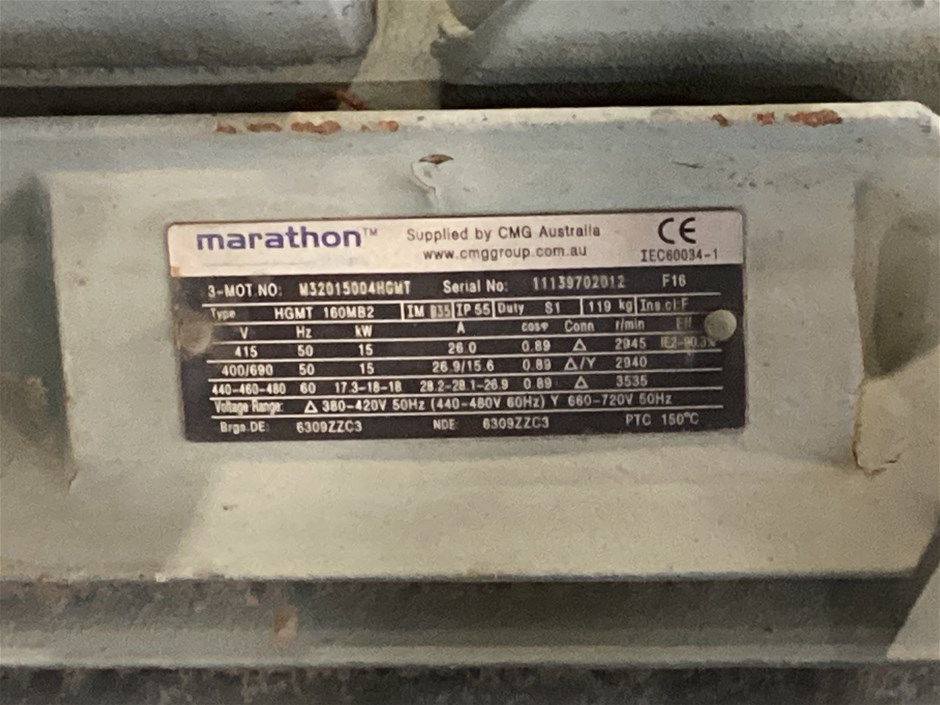 marathon™ Supplied by CMG Australia CE
www.cmggroup.com.au IEC60034-1
3-MOT.NO: M32015004HGMT Serial No: 11139702012 F16
Type HGMT 160MB2 IM B35 IP 55 Duty S1 119 kg Ins.cl:F
V Hz kW A cosφ Conn r/min Eff
415 50 15 26.0 0.89 Δ 2945 IE2-90.3%
400/690 50 15 26.9/15.6 0.89 Δ/Y 2940
440-460-480 60 17.3-18-18 28.2-28.1-26.9 0.89 Δ 3535
Voltage Range: Δ 380-420V 50Hz (440-480V 60Hz) Y 660-720V 50Hz
Brgs DE: 6309ZZC3 NDE: 6309ZZC3 PTC 150°C